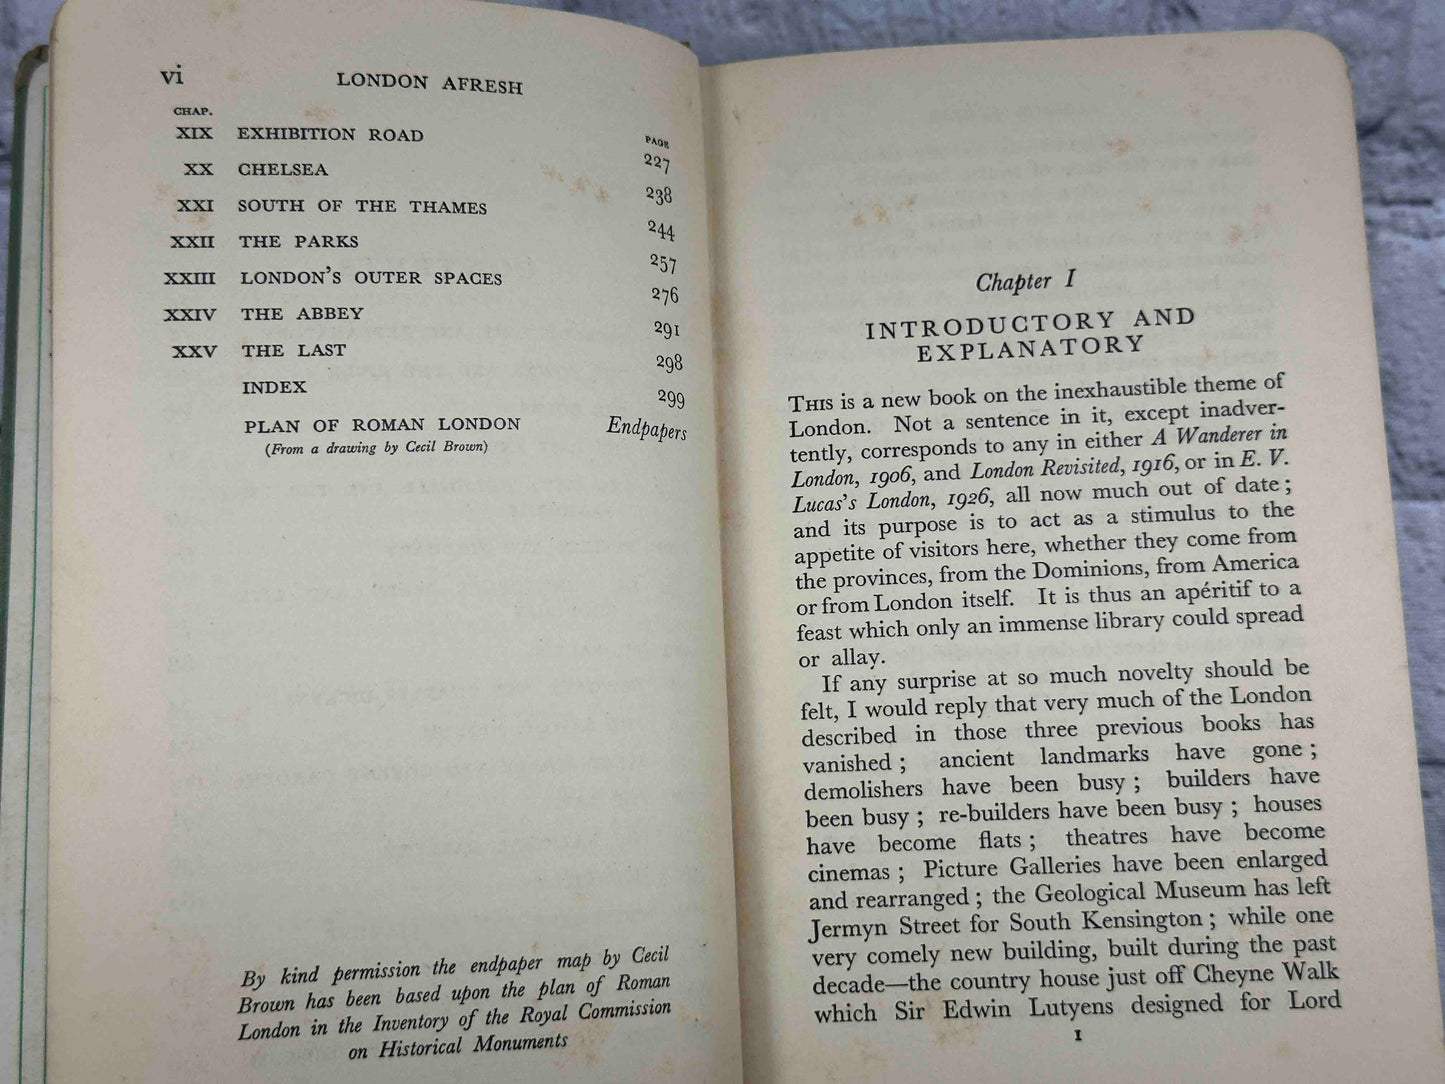 vi
LONDON AFRESH
CHAP.
PAGE
XIX EXHIBITION ROAD 227
XX CHELSEA 238
XXI SOUTH OF THE THAMES 244
XXII THE PARKS 257
XXIII LONDON'S OUTER SPACES 276
XXIV THE ABBEY 291
XXV THE LAST 298
INDEX 299
PLAN OF ROMAN LONDON Endpapers
(From a drawing by Cecil Brown)
By kind permission the endpaper map by Cecil
Brown has been based upon the plan of Roman
London in the Inventory of the Royal Commission
on Historical Monuments
Chapter I
INTRODUCTORY AND
EXPLANATORY
THIS is a new book on the inexhaustible theme of
London. Not a sentence in it, except inadver-
tently, corresponds to any in either A Wanderer in
London, 1906, and London Revisited, 1916, or in E. V.
Lucas's London, 1926, all now much out of date;
and its purpose is to act as a stimulus to the
appetite of visitors here, whether they come from
the provinces, from the Dominions, from America
or from London itself. It is thus an apéritif to a
feast which only an immense library could spread
or allay.
If any surprise at so much novelty should be
felt, I would reply that very much of the London
described in those three previous books has
vanished; ancient landmarks have gone;
demolishers have been busy; builders have
been busy; re-builders have been busy; houses
have become flats; theatres have become
cinemas; Picture Galleries have been enlarged
and rearranged; the Geological Museum has left
Jermyn Street for South Kensington; while one
very comely new building, built during the past
decade—the country house just off Cheyne Walk
which Sir Edwin Lutyens designed for Lord
I